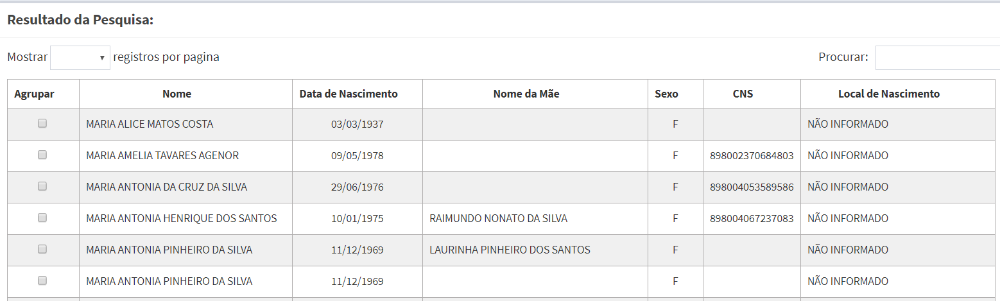 Resultado da Pesquisa:
Mostrar registros por pagina Procurar:
Agrupar Nome Data de Nascimento Nome da Mãe Sexo CNS Local de Nascimento
MARIA ALICE MATOS COSTA 03/03/1937 F NÃO INFORMADO
MARIA AMELIA TAVARES AGENOR 09/05/1978 F 898002370684803 NÃO INFORMADO
MARIA ANTONIA DA CRUZ DA SILVA 29/06/1976 F 898004053589586 NÃO INFORMADO
MARIA ANTONIA HENRIQUE DOS SANTOS 10/01/1975 RAIMUNDO NONATO DA SILVA F 898004067237083 NÃO INFORMADO
MARIA ANTONIA PINHEIRO DA SILVA 11/12/1969 LAURINHA PINHEIRO DOS SANTOS F NÃO INFORMADO
MARIA ANTONIA PINHEIRO DA SILVA 11/12/1969 F NÃO INFORMADO